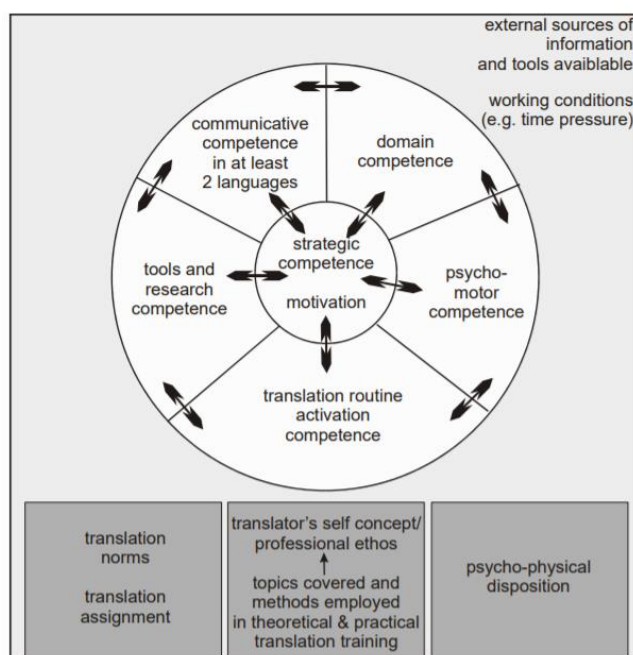 external sources of
information
and tools avaiblable
working conditions
(e.g. time pressure)
communicative
competence
in at least
2 languages
domain
competence
strategic
competence
motivation
tools and
research
competence
psycho-
motor
competence
translation routine
activation
competence
translation
norms
translation
assignment
translator's self concept/
professional ethos
topics covered and
methods employed
in theoretical & practical
translation training
psycho-physical
disposition